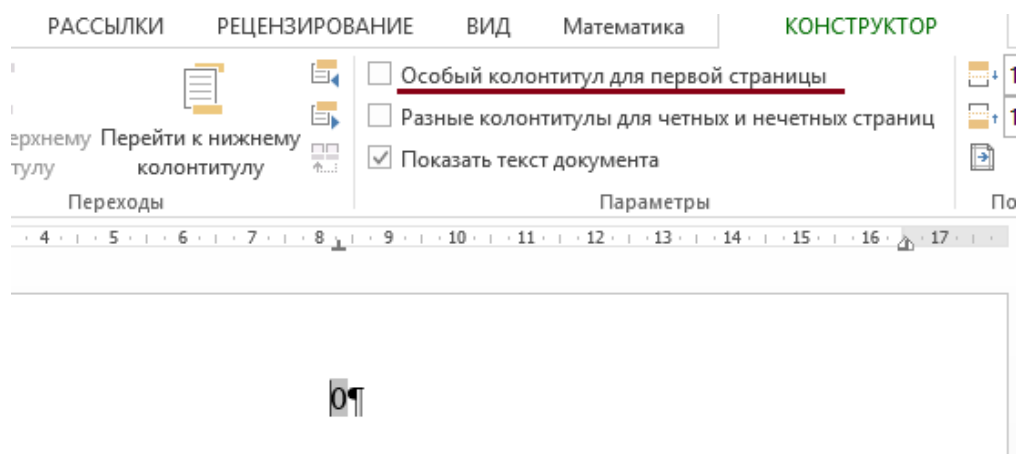 РАССЫЛКИ РЕЦЕНЗИРОВАНИЕ ВИД Математика КОНСТРУКТОР
Особый колонтитул для первой страницы 1
Разные колонтитулы для четных и нечетных страниц 1
Перейти к нижнему
колонтитулу
Показать текст документа
Переходы Параметры
4 5 6 7 8 9 10 11 12 13 14 15 16 17
0¶